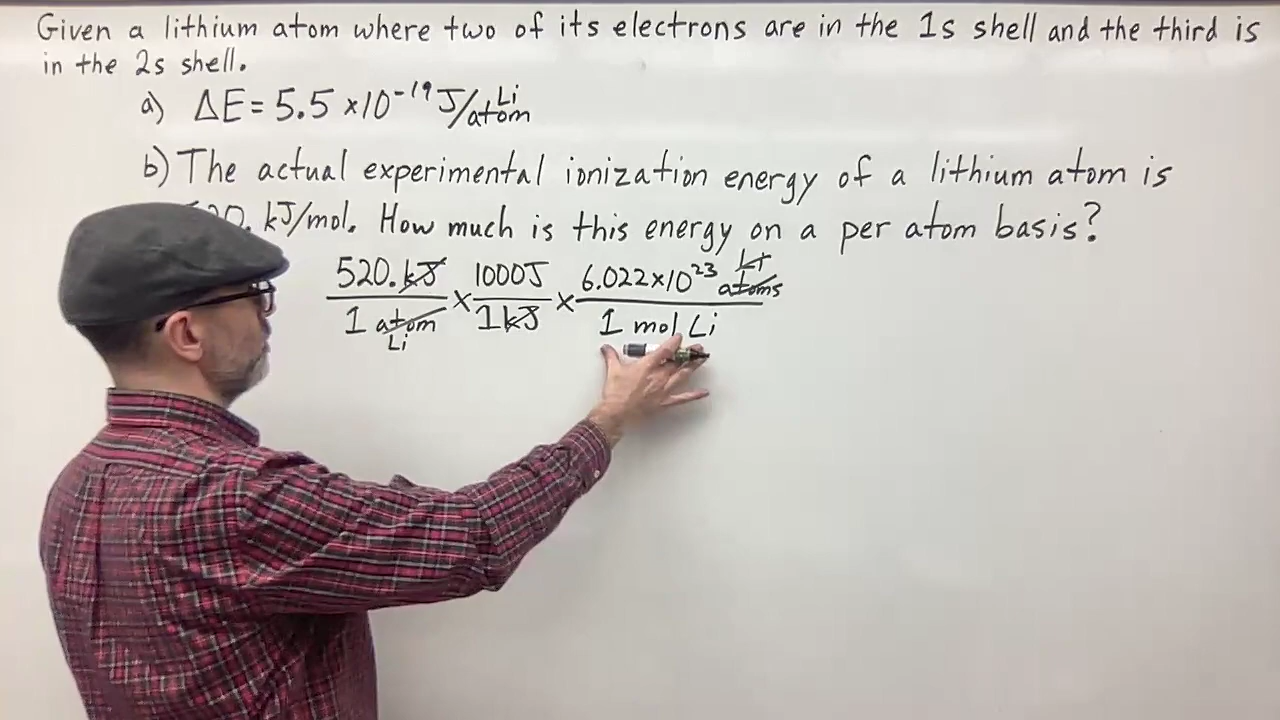 Given a lithium atom where two of its electrons are in the 1s shell and the third is
in the 2s shell.
a) ΔE = 5.5 ×10⁻¹⁹ J/Li atom
b) The actual experimental ionization energy of a lithium atom is
kJ/mol. How much is this energy on a per atom basis?
520. kJ / 1 atom Li × 1000J / 1 kJ × 6.022×10²³ Li atoms / 1 mol Li